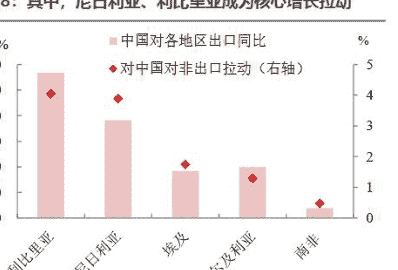 8：其中，尼日利亚、利比里亚成为核心增长拉动
%
%
中国对各地区出口同比
对中国对非出口拉动（右轴）
5
4
3
2
1
0
利比里亚
尼日利亚
埃及
尔及利亚
南非